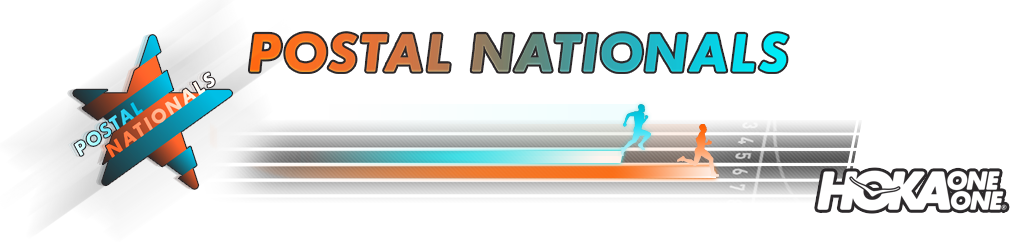 POSTAL NATIONALS
POSTAL
NATIONALS
3
4
5
6
7
HOKA ONE ONE